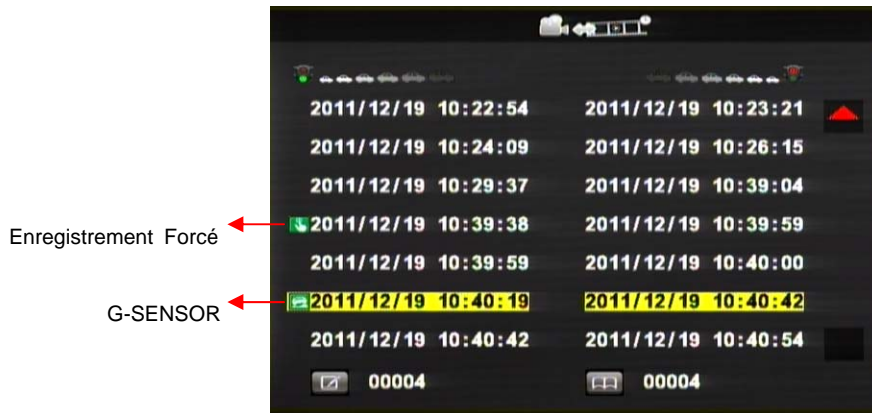 2011/12/19 10:22:54 2011/12/19 10:23:21
2011/12/19 10:24:09 2011/12/19 10:26:15
2011/12/19 10:29:37 2011/12/19 10:39:04
Enregistrement Forcé 2011/12/19 10:39:38 2011/12/19 10:39:59
2011/12/19 10:39:59 2011/12/19 10:40:00
G-SENSOR 2011/12/19 10:40:19 2011/12/19 10:40:42
2011/12/19 10:40:42 2011/12/19 10:40:54
00004 00004